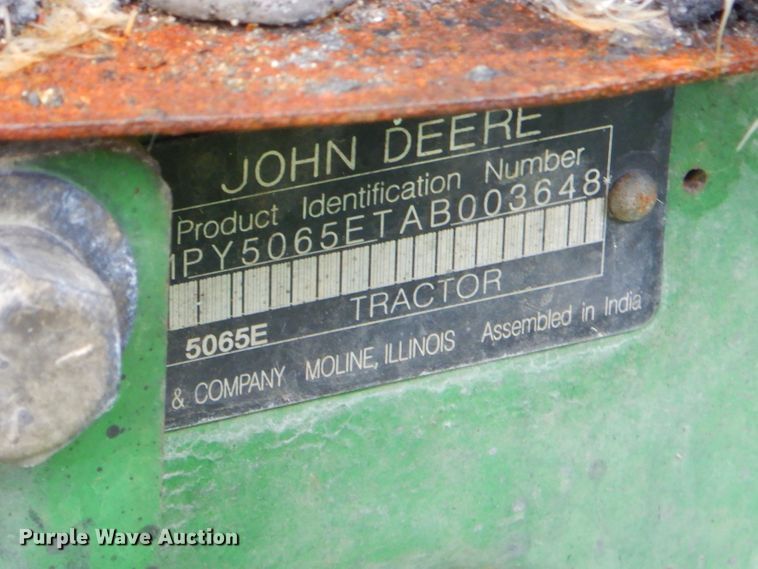 JOHN DEERE
Product Identification Number
1PY5065ETAB003648*
TRACTOR
5065E
& COMPANY MOLINE, ILLINOIS Assembled in India
Purple Wave Auction